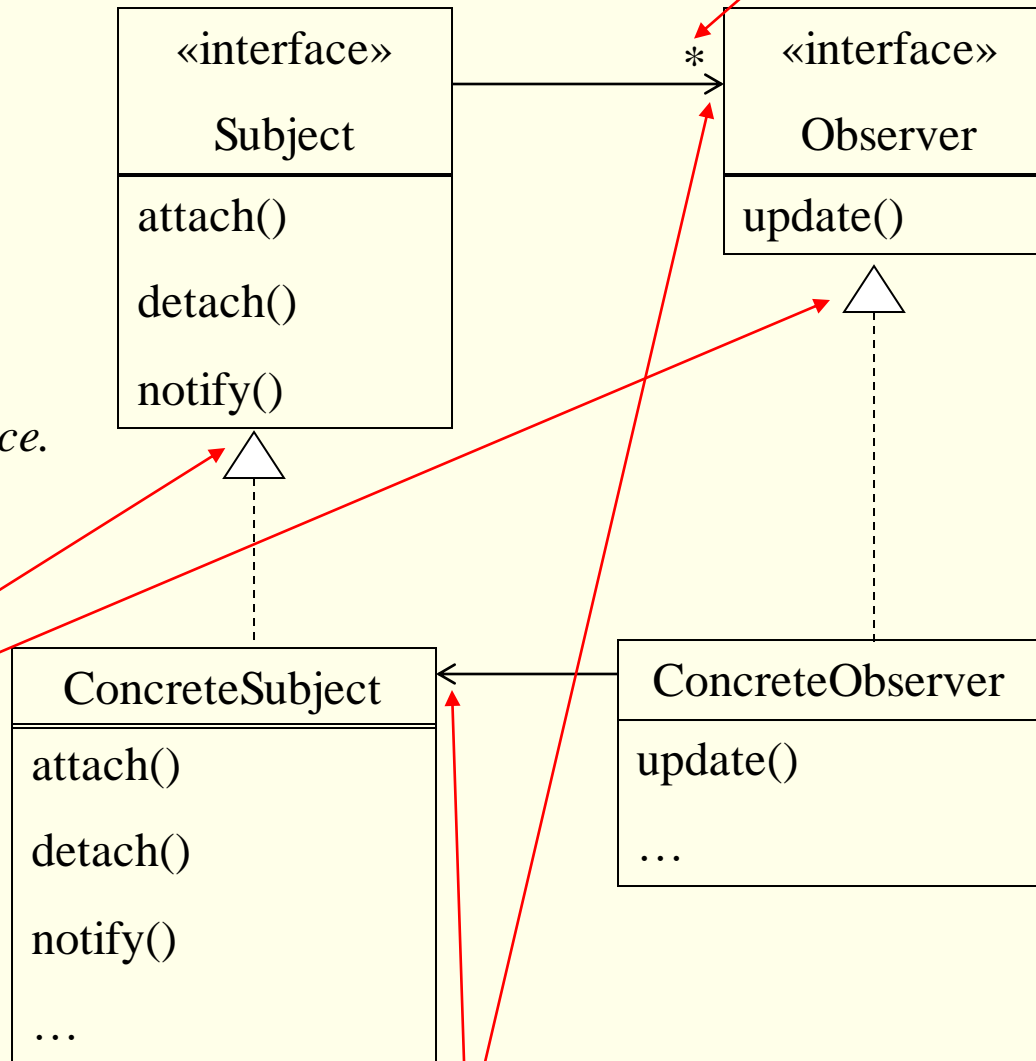 «interface»
Subject
attach()
detach()
notify()
*
«interface»
Observer
update()
ce.
ConcreteSubject
attach()
detach()
notify()
…
ConcreteObserver
update()
…